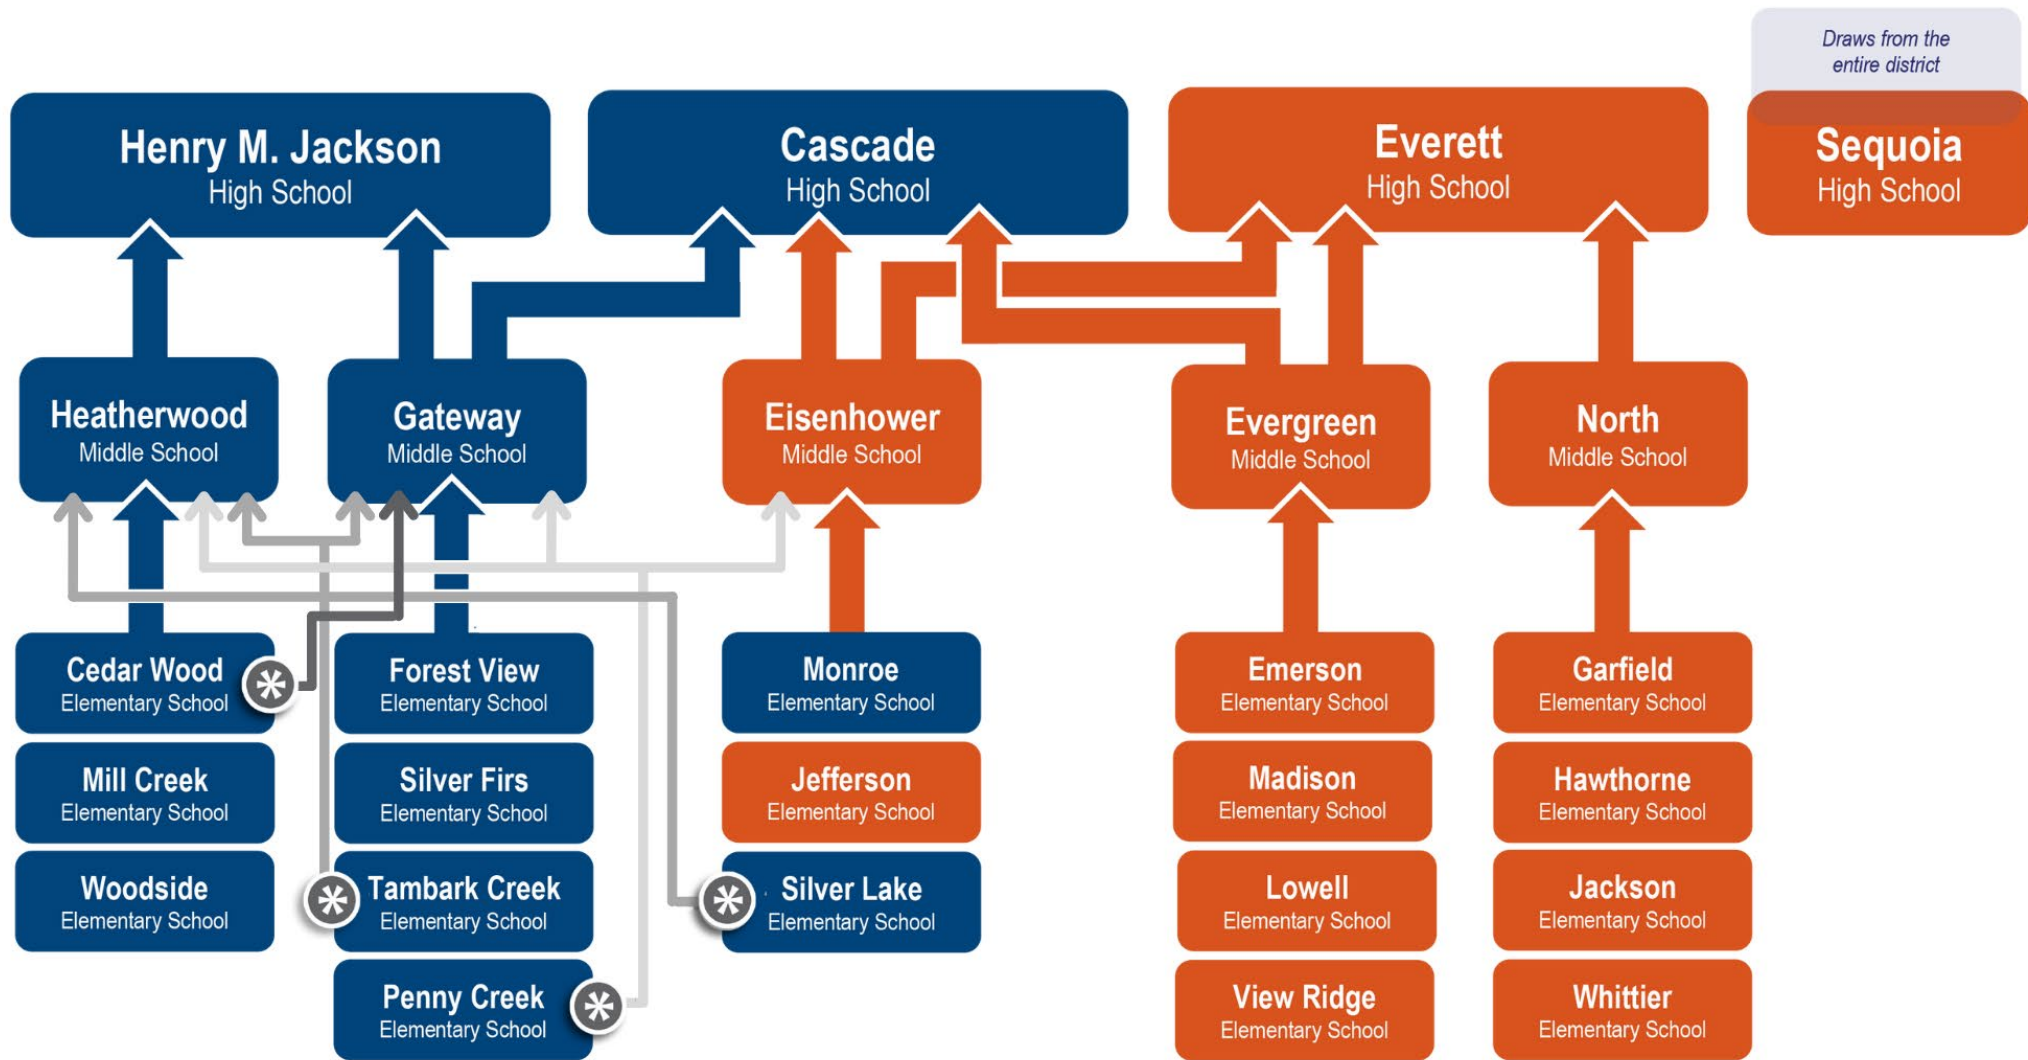 Draws from the
entire district
Henry M. Jackson
High School
Cascade
High School
Everett
High School
Sequoia
High School
Heatherwood
Middle School
Gateway
Middle School
Eisenhower
Middle School
Evergreen
Middle School
North
Middle School
Cedar Wood
Elementary School
Mill Creek
Elementary School
Woodside
Elementary School
Forest View
Elementary School
Silver Firs
Elementary School
Tambark Creek
Elementary School
Penny Creek
Elementary School
Monroe
Elementary School
Jefferson
Elementary School
Silver Lake
Elementary School
Emerson
Elementary School
Madison
Elementary School
Lowell
Elementary School
View Ridge
Elementary School
Garfield
Elementary School
Hawthorne
Elementary School
Jackson
Elementary School
Whittier
Elementary School